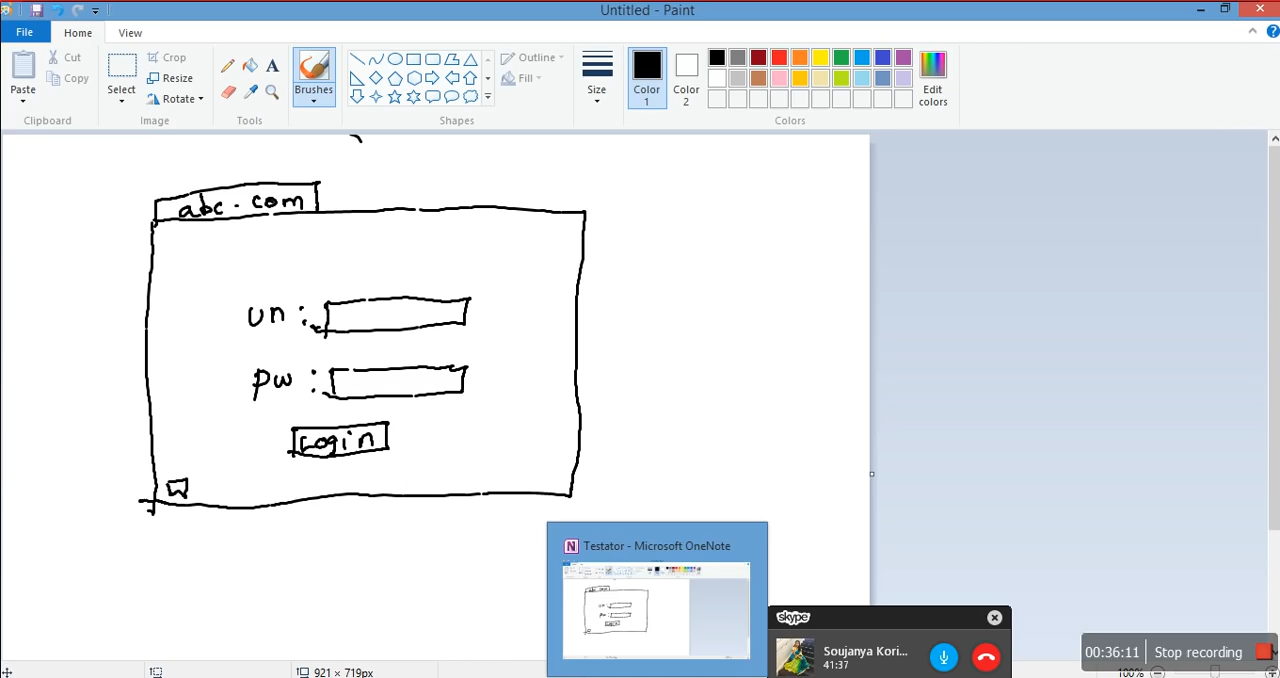 Untitled - Paint
File Home View
Paste
Cut
Copy
Clipboard
Select
Crop
Resize
Rotate
Image
A
Tools
Brushes
Shapes
Outline
Fill
Size
Color 1
Color 2
Edit colors
Colors
abc.com
un :
pw :
Login
N Testator - Microsoft OneNote
skype
Soujanya Kori...
41:37
00:36:11 Stop recording
921 × 719px
100%